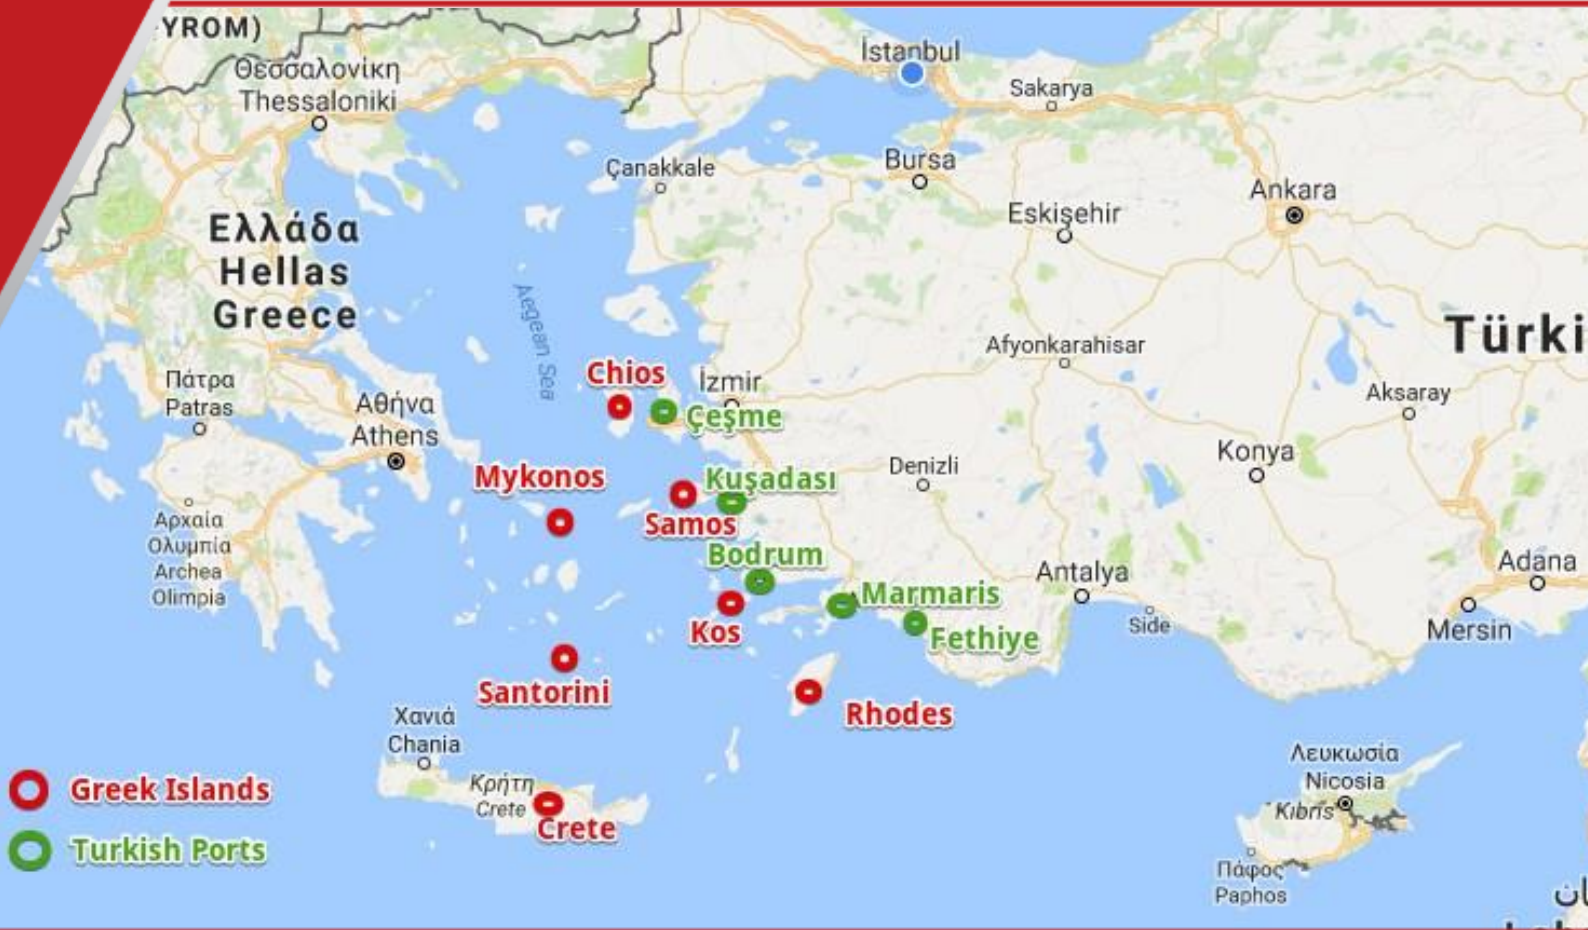 YROM)
Θεσσαλονίκη
Thessaloniki
İstanbul
Sakarya
Çanakkale
Bursa
Ankara
Eskişehir
Ελλάδα
Hellas
Greece
Aegean Sea
Türki
Afyonkarahisar
Chios
İzmir
Çeşme
Aksaray
Πάτρα
Patras
Αθήνα
Athens
Konya
Denizli
Mykonos
Kuşadası
Samos
Αρχαία
Ολυμπία
Archea
Olimpia
Bodrum
Kos
Marmaris
Fethiye
Antalya
Side
Adana
Mersin
Santorini
Rhodes
Χανιά
Chania
Κρήτη
Crete
Crete
Λευκωσία
Nicosia
Kıbrıs
Πάφος
Paphos
Greek Islands
Turkish Ports